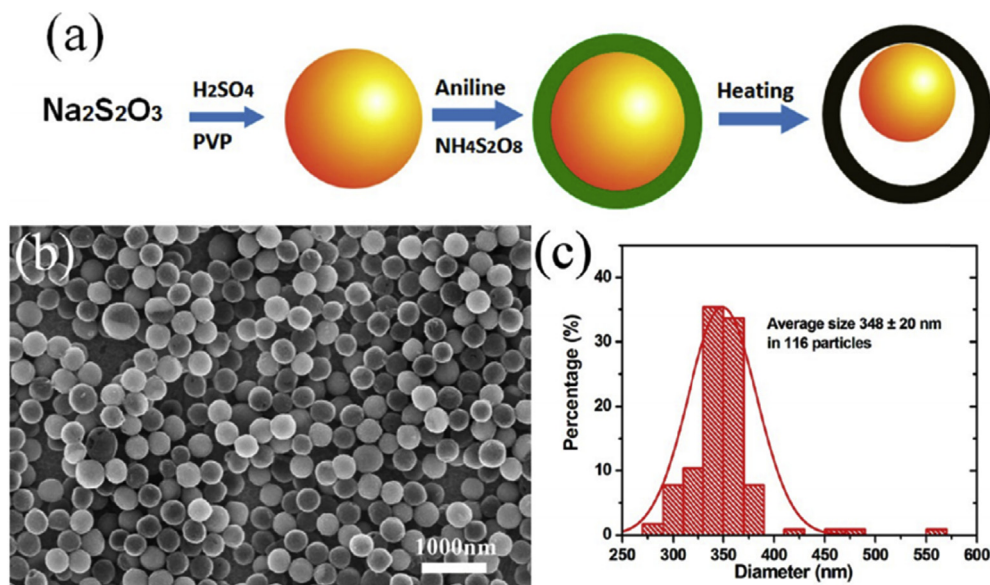 (a)
Na2S2O3
H2SO4
PVP
Aniline
NH4S2O8
Heating
(b)
1000nm
(c)
Percentage (%)
40
30
20
10
0
Average size 348 ± 20 nm
in 116 particles
250 300 350 400 450 500 550 600
Diameter (nm)